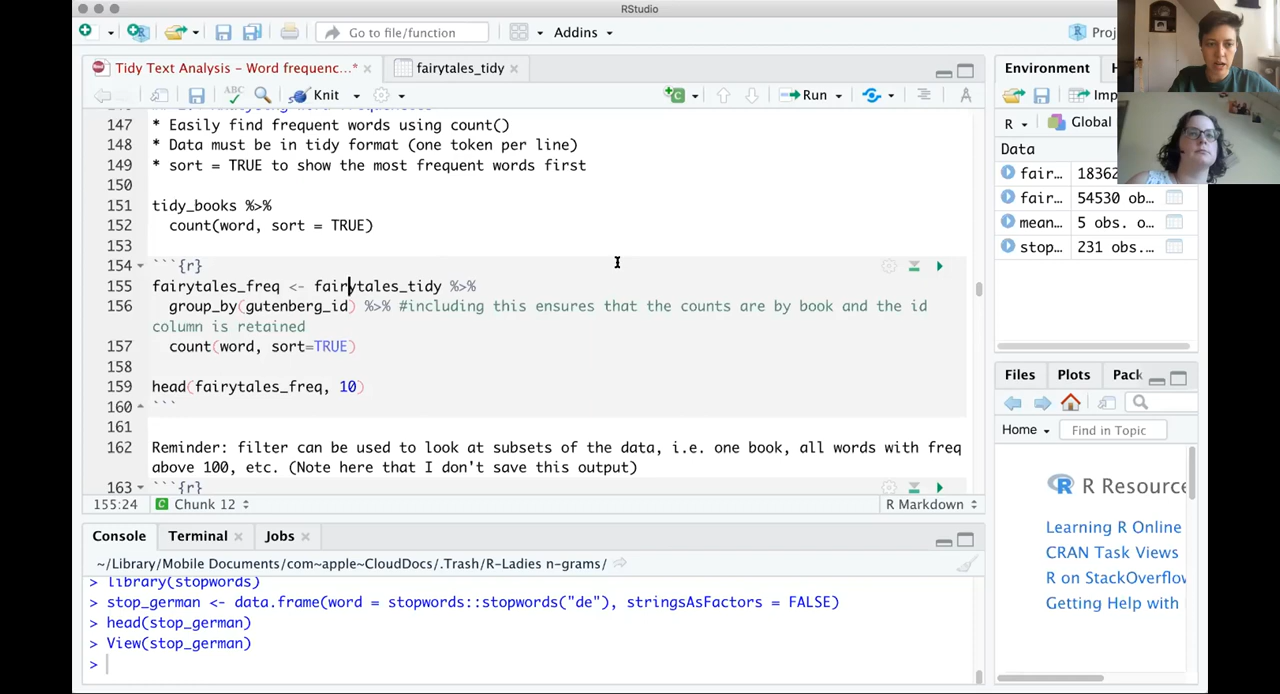 RStudio
Go to file/function
Addins
Proj
Tidy Text Analysis - Word frequenc...*
fairytales_tidy
Environment
ABC
Knit
Run
Imp
147 * Easily find frequent words using count()
148 * Data must be in tidy format (one token per line)
149 * sort = TRUE to show the most frequent words first
150
151 tidy_books %>%
152 count(word, sort = TRUE)
153
154 ```{r}
155 fairytales_freq <- fairytales_tidy %>%
156 group_by(gutenberg_id) %>% #including this ensures that the counts are by book and the id
column is retained
157 count(word, sort=TRUE)
158
159 head(fairytales_freq, 10)
160 ```
161
162 Reminder: filter can be used to look at subsets of the data, i.e. one book, all words with freq
above 100, etc. (Note here that I don't save this output)
163 ```{r}
155:24
Chunk 12
R Markdown
R
Global
Data
fair... 18362
fair... 54530 ob...
mean... 5 obs. o...
stop... 231 obs...
Files
Plots
Pack
Home
Find in Topic
R Resource
Learning R Online
CRAN Task Views
R on StackOverflo
Getting Help with
Console
Terminal
Jobs
~/Library/Mobile Documents/com~apple~CloudDocs/.Trash/R-Ladies n-grams/
> library(stopwords)
> stop_german <- data.frame(word = stopwords::stopwords("de"), stringsAsFactors = FALSE)
> head(stop_german)
> View(stop_german)
>